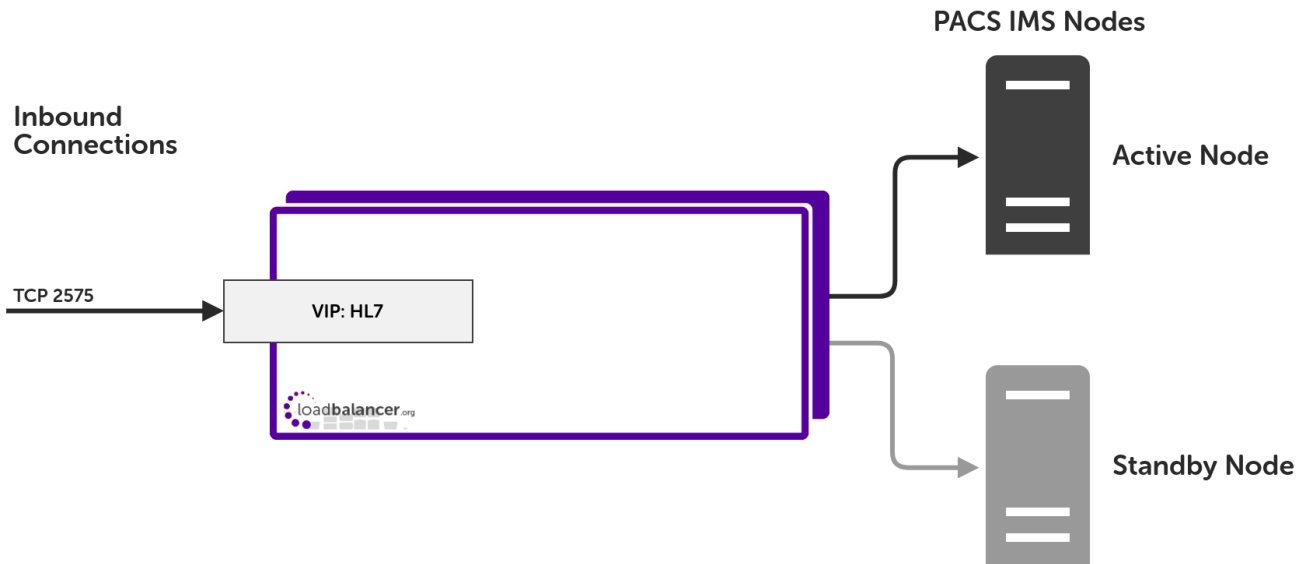 PACS IMS Nodes
Inbound
Connections
Active Node
TCP 2575
VIP: HL7
loadbalancer.org
Standby Node